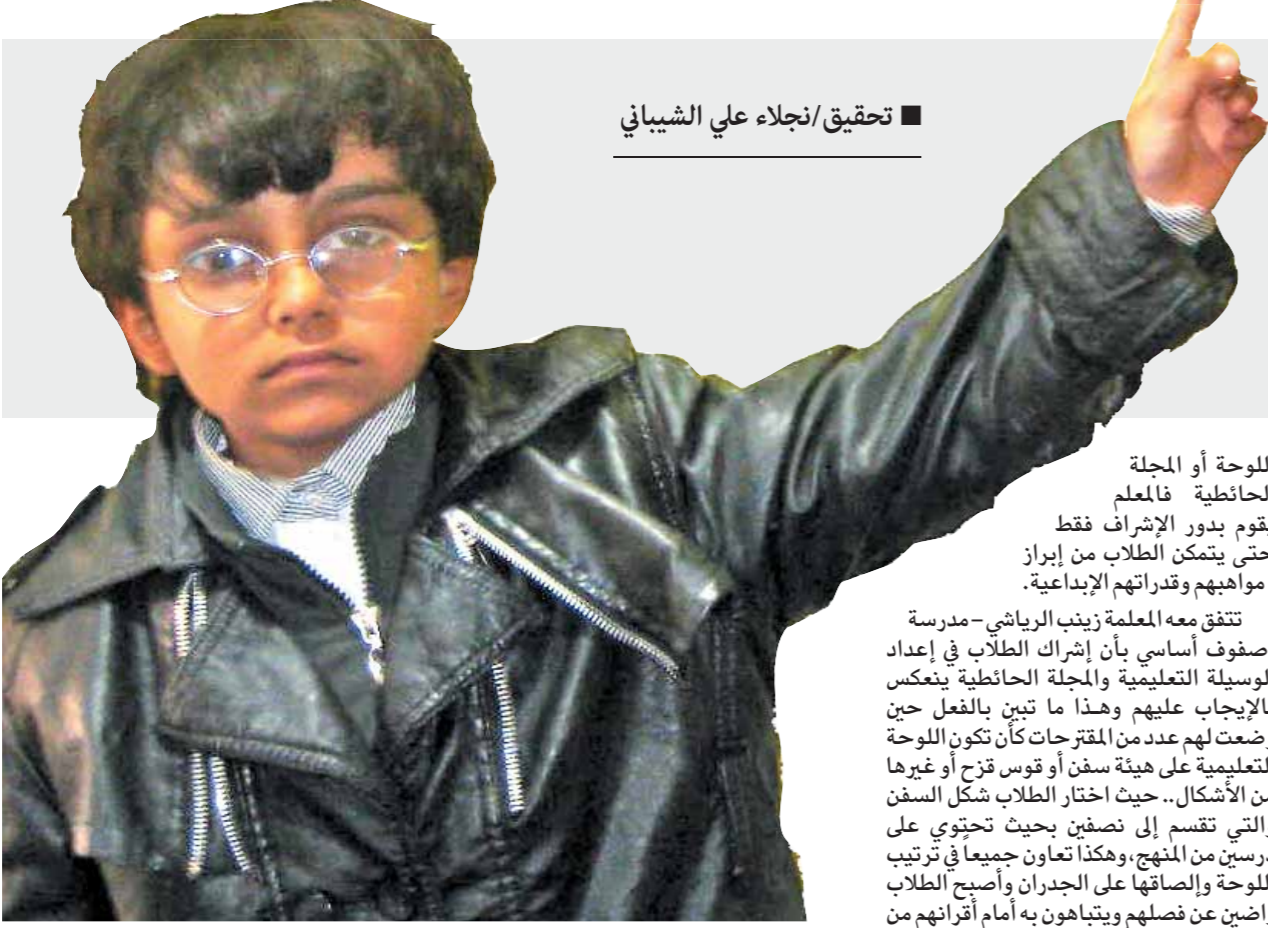 ■ تحقيق/نجلاء علي الشيباني
للوحة أو المجلة
لحائطية فالمعلم
يقوم بدور الإشراف فقط
حتى يتمكن الطلاب من إبراز
مواهبهم وقدراتهم الإبداعية.
تتفق معه المعلمة زينب الرياشي – مدرسة
صفوف أساسي بأن إشراك الطلاب في إعداد
لوسيلة التعليمية والمجلة الحائطية ينعكس
الإيجاب عليهم وهذا ما تبين بالفعل حين
ضعت لهم عدد من المقترحات كأن تكون اللوحة
لتعليمية على هيئة سفن أو قوس قزح أو غيرها
من الأشكال.. حيث اختار الطلاب شكل السفن
والتي تقسم إلى نصفين بحيث تحتوي على
رسين من المنهج، وهكذا تعاون جميعاً في ترتيب
للوحة وإلصاقها على الجدران وأصبح الطلاب
راضين عن فصلهم ويتباهون به أمام أقرانهم من